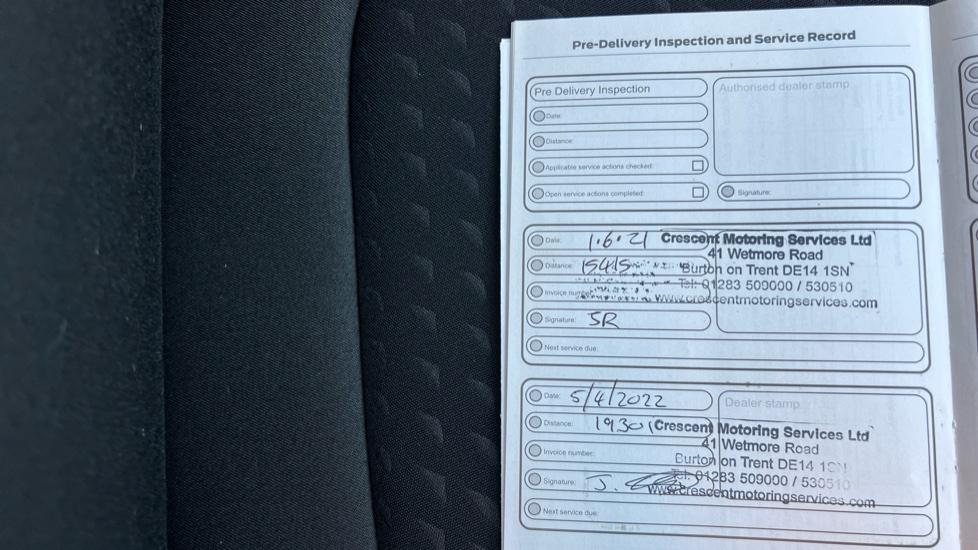 Pre-Delivery Inspection and Service Record
Pre Delivery Inspection
Authorised dealer stamp
Date:
Distance:
Applicable service actions checked:
Open service actions completed:
Signature:
Date: 1.6.21
Crescent Motoring Services Ltd
41 Wetmore Road
Distance: 15415
Burton on Trent DE14 1SN
Tel: 01283 509000 / 530510
Invoice number:
www.crescentmotoringservices.com
Signature: SR
Next service due:
Date: 5/4/2022
Dealer stamp
Distance: 1930
Crescent Motoring Services Ltd
41 Wetmore Road
Invoice number:
Burton on Trent DE14 1SN
Tel: 01283 509000 / 530510
Signature: J.
www.crescentmotoringservices.com
Next service due: